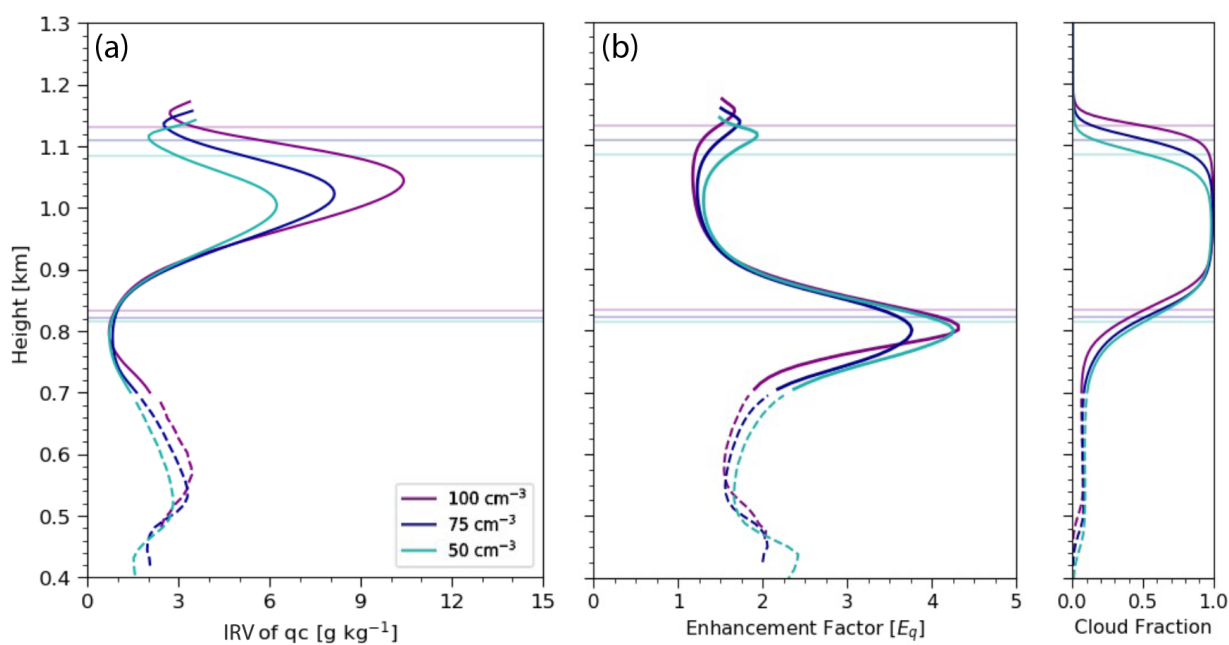 (a)
(b)
1.3
1.2
1.1
1.0
0.9
0.8
0.7
0.6
0.5
0.4
Height [km]
100 cm⁻³
75 cm⁻³
50 cm⁻³
0 3 6 9 12 15
IRV of qc [g kg⁻¹]
0 1 2 3 4 5
Enhancement Factor [E_q]
0.0 0.5 1.0
Cloud Fraction